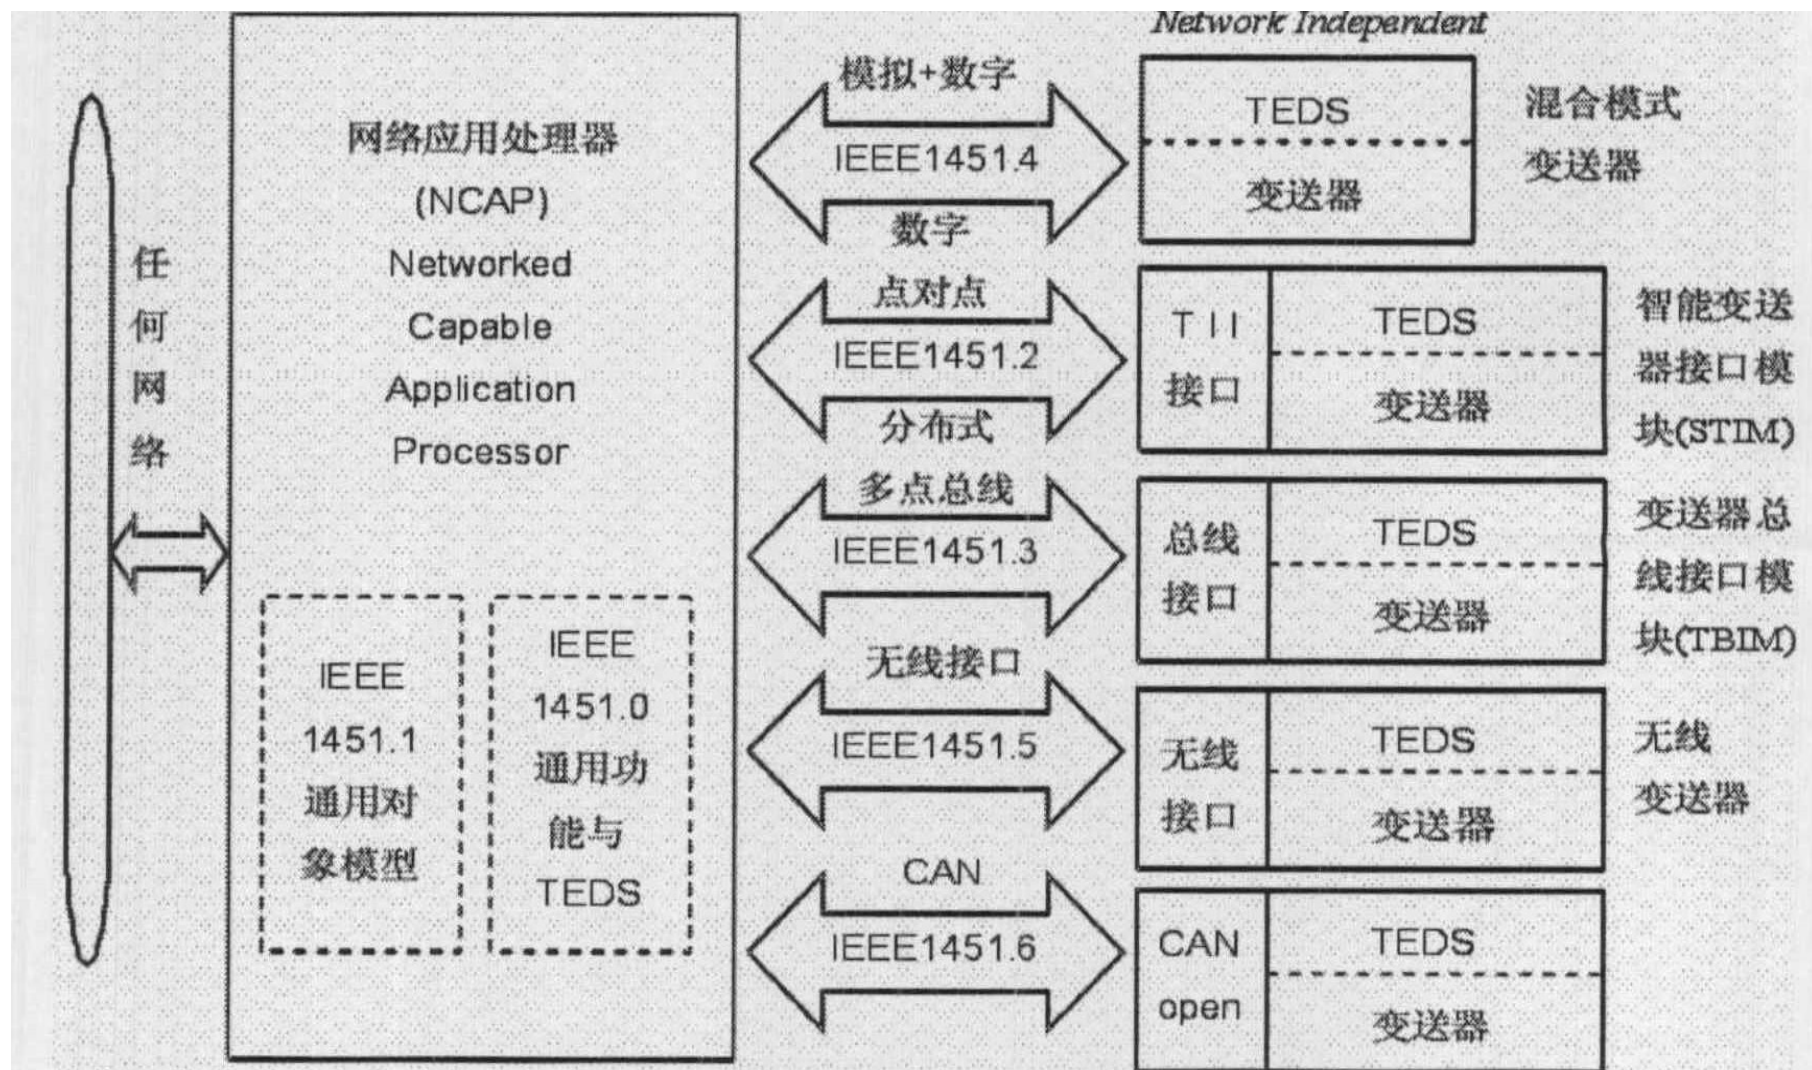 Network Independent
任
何
网
络
网络应用处理器
(NCAP)
Networked
Capable
Application
Processor
IEEE
1451.1
通用对
象模型
IEEE
1451.0
通用功
能与
TEDS
模拟+数字
IEEE1451.4
数字
点对点
IEEE1451.2
分布式
多点总线
IEEE1451.3
无线接口
IEEE1451.5
CAN
IEEE1451.6
TEDS
变送器
混合模式
变送器
TII
接口
TEDS
变送器
智能变送
器接口模
块(STIM)
总线
接口
TEDS
变送器
变送器总
线接口模
块(TBIM)
无线
接口
TEDS
变送器
无线
变送器
CAN
open
TEDS
变送器